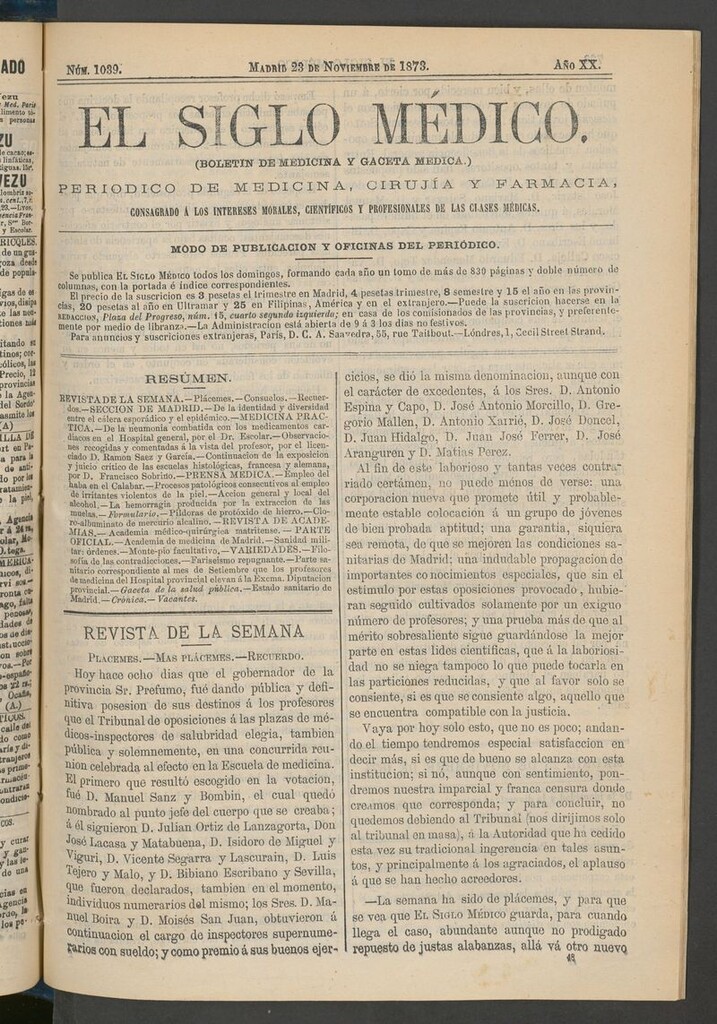 NÚM. 1039.
MADRID 23 DE NOVIEMBRE DE 1873.
AÑO XX.
EL SIGLO MÉDICO.
(BOLETIN DE MEDICINA Y GACETA MEDICA.)
PERIODICO DE MEDICINA, CIRUJÍA Y FARMACIA,
CONSAGRADO Á LOS INTERESES MORALES, CIENTÍFICOS Y PROFESIONALES DE LAS CLASES MÉDICAS.
MODO DE PUBLICACION Y OFICINAS DEL PERIÓDICO.
Se publica EL SIGLO MÉDICO todos los domingos, formando cada año un tomo de más de 830 páginas y doble número de
columnas, con la portada é índice correspondientes.
El precio de la suscricion es 3 pesetas el trimestre en Madrid, 4 pesetas trimestre, 8 semestre y 15 el año en las provin-
cias, 20 pesetas al año en Ultramar y 25 en Filipinas, América y en el extranjero.—Puede la suscricion hacerse en la
REDACCION, Plaza del Progreso, núm. 15, cuarto segundo izquierda; en casa de los comisionados de las provincias, y preferente-
mente por medio de libranza.—La Administracion está abierta de 9 á 3 los dias no festivos.
Para anuncios y suscriciones extranjeras, Paris, D. C. A. Saavedra, 55, rue Taitbout.—Lóndres, 1, Cecil Street Strand.
RESÚMEN.
REVISTA DE LA SEMANA.—Plácemes.—Consuelos.—Recuer-
dos.—SECCION DE MADRID.—De la identidad y diversidad
entre el cólera esporádico y el epidémico.—MEDICINA PRAC-
TICA.—De la neumonia combatida con los medicamentos car-
diacos en el Hospital general, por el Dr. Escolar.—Observacio-
nes recogidas y comentadas á la vista del profesor, por el licen-
ciado D. Ramon Saez y García.—Continuacion de la exposicion
y juicio crítico de las escuelas histológicas, francesa y alemana,
por D. Francisco Sobrino.—PRENSA MEDICA.—Empleo del
haba en el Calabar.—Procesos patológicos consecutivos al empleo
de irritantes violentos de la piel.—Accion general y local del
alcohol.—La hemorragia producida por la extraccion de las
muelas.—Formulario.—Píldoras de protóxido de hierro.—Clo-
ro-albuminato de mercurio alcalino.—REVISTA DE ACADE-
MIAS.—Academia médico-quirúrgica matritense.—PARTE
OFICIAL.—Academia de medicina de Madrid.—Sanidad mili-
tar: órdenes.—Monte-pio facultativo.—VARIEDADES.—Filo-
sofía de las contradicciones.—Fariseismo repugnante.—Parte sa-
nitario correspondiente al mes de Setiembre que los profesores
de medicina del Hospital provincial elevan á la Excma. Diputacion
provincial.—Gaceta de la salud pública.—Estado sanitario de
Madrid.—Crónica.—Vacantes.
REVISTA DE LA SEMANA
PLACEMES.—MAS PLÁCEMES.—RECUERDO.
Hoy hace ocho dias que el gobernador de la
provincia Sr. Prefumo, fué dando pública y defi-
nitiva posesion de sus destinos á los profesores
que el Tribunal de oposiciones á las plazas de mé-
dicos-inspectores de salubridad elegia, tambien
pública y solemnemente, en una concurrida reu-
nion celebrada al efecto en la Escuela de medicina.
El primero que resultó escogido en la votacion,
fué D. Manuel Sanz y Bombin, el cual quedó
nombrado al punto jefe del cuerpo que se creaba;
á él siguieron D. Julian Ortiz de Lanzagorta, Don
José Lacasa y Matabuena, D. Isidoro de Miguel y
Viguri, D. Vicente Segarra y Lascurain, D. Luis
Tejero y Malo, y D. Bibiano Escribano y Sevilla,
que fueron declarados, tambien en el momento,
individuos numerarios del mismo; los Sres. D. Ma-
nuel Boira y D. Moisés San Juan, obtuvieron á
continuacion el cargo de inspectores supernume-
rarios con sueldo; y como premio á sus buenos ejer-
cicios, se dió la misma denominacion, aunque con
el carácter de excedentes, á los Sres. D. Antonio
Espina y Capo, D. José Antonio Morcillo, D. Gre-
gorio Mallen, D. Antonio Xarrié, D. José Doncel,
D. Juan Hidalgo, D. Juan José Ferrer, D. José
Aranguren y D. Matias Perez.
Al fin de este laborioso y tantas veces contra-
riado certámen, no puede ménos de verse: una
corporacion nueva que promete útil y probable-
mente estable colocacion á un grupo de jóvenes
de bien probada aptitud; una garantia, siquiera
sea remota, de que se mejoren las condiciones sa-
nitarias de Madrid; una indudable propagacion de
importantes conocimientos especiales, que sin el
estímulo por estas oposiciones provocado, hubie-
ran seguido cultivados solamente por un exiguo
número de profesores; y una prueba más de que al
mérito sobresaliente sigue guardándose la mejor
parte en estas lides científicas, que á la laboriosi-
dad no se niega tampoco lo que puede tocarla en
las particiones reducidas, y que al favor solo se
consiente, si es que se consiente algo, aquello que
se encuentra compatible con la justicia.
Vaya por hoy solo esto, que no es poco; andan-
do el tiempo tendremos especial satisfaccion en
decir más, si es que de bueno se alcanza con esta
institucion; si nó, aunque con sentimiento, pon-
dremos nuestra imparcial y franca censura donde
creamos que corresponda; y para concluir, no
quedemos debiendo al Tribunal (nos dirijimos solo
al tribunal en masa), á la Autoridad que ha cedido
esta vez su tradicional ingerencia en tales asun-
tos, y principalmente á los agraciados, el aplauso
á que se han hecho acreedores.
—La semana ha sido de plácemes, y para que
se vea que EL SIGLO MÉDICO guarda, para cuando
llega el caso, abundante aunque no prodigado
repuesto de justas alabanzas, allá vá otro nuevo
48